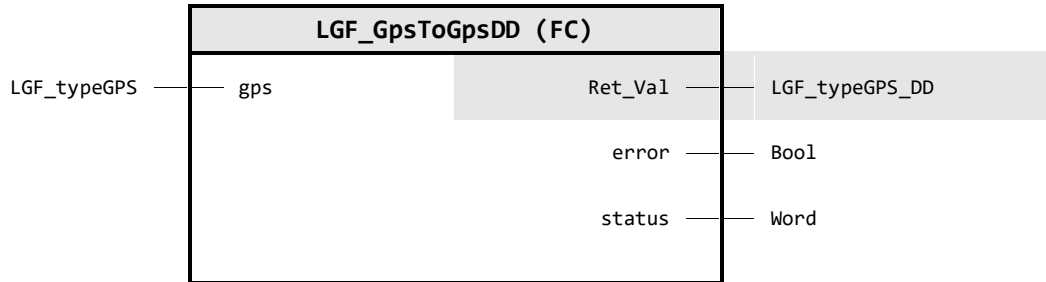 LGF_GpsToGpsDD (FC)
LGF_typeGPS gps Ret_Val LGF_typeGPS_DD
error Bool
status Word